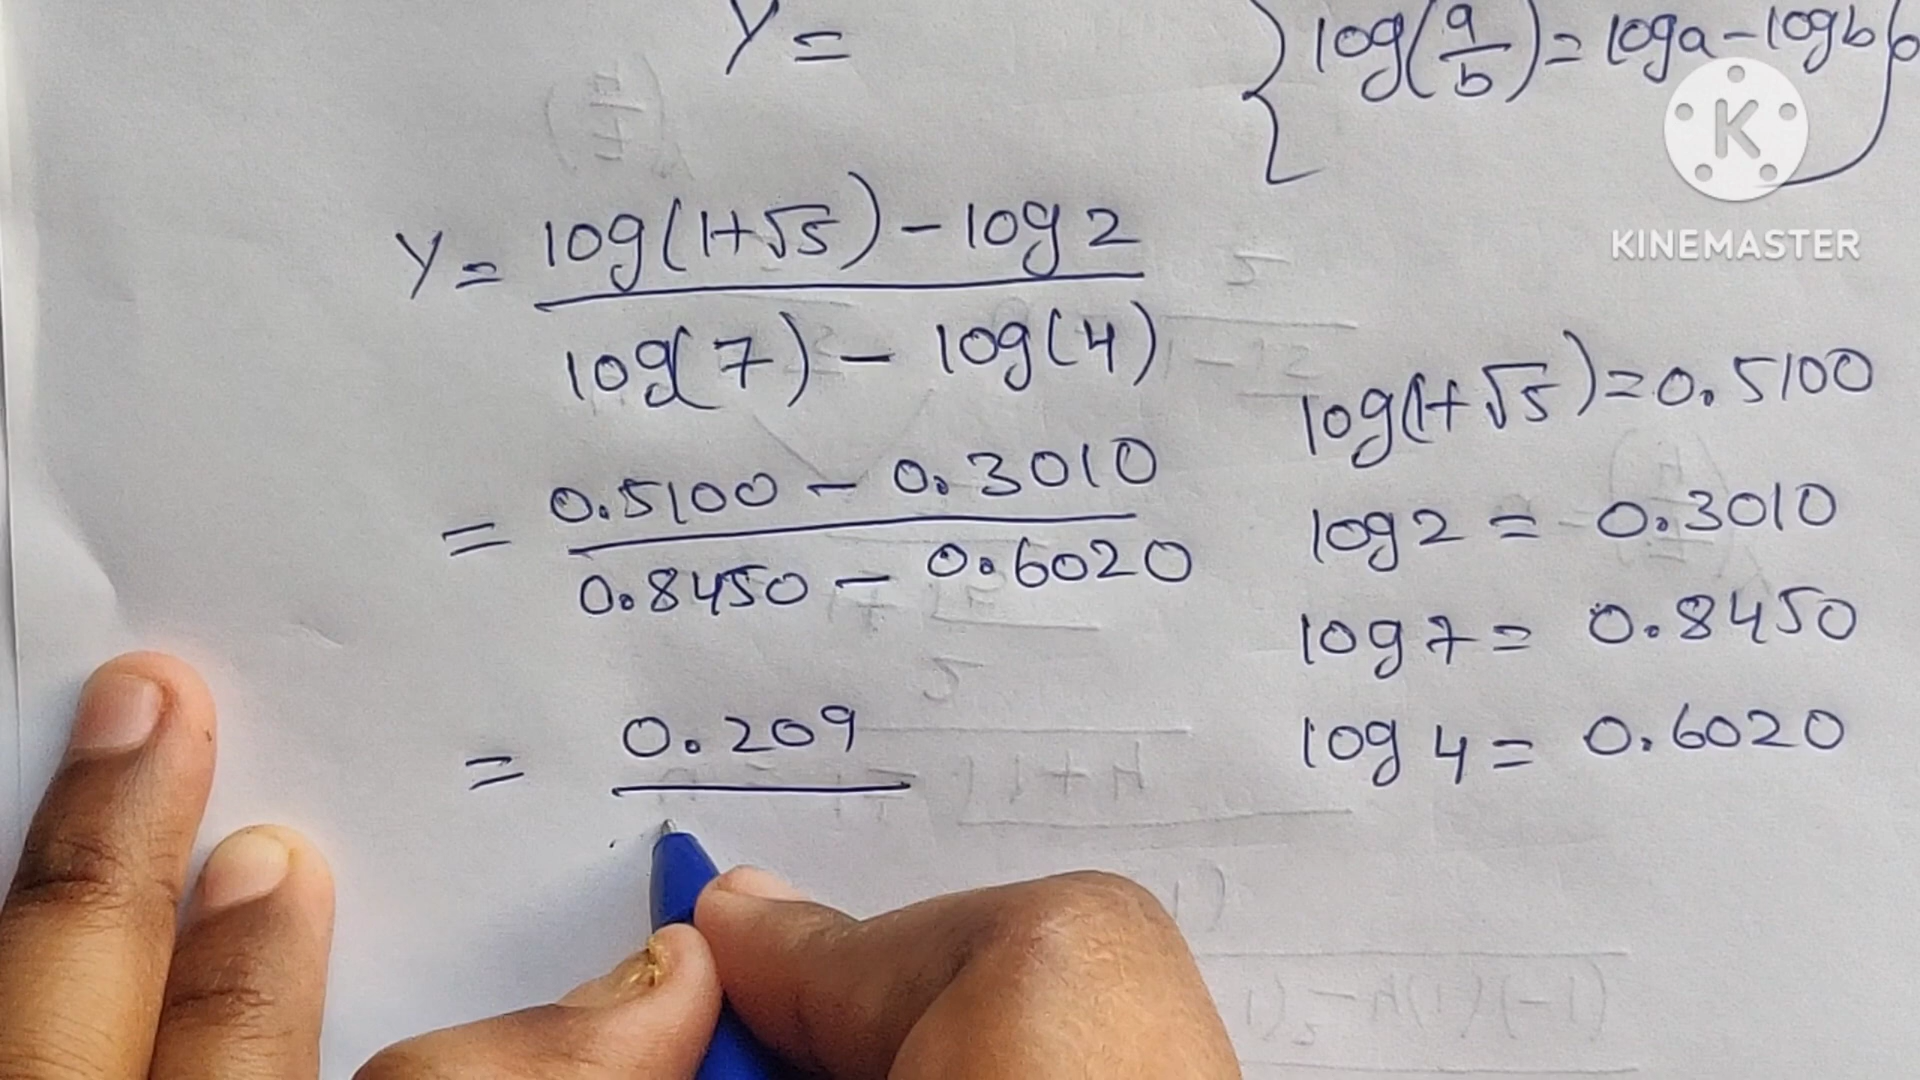 Y =
log(a/b) = loga - logb
KINEMASTER
Y = (log(1+√5) - log 2) / (log(7) - log(4))
= (0.5100 - 0.3010) / (0.8450 - 0.6020)
= 0.209
log(1+√5) = 0.5100
log 2 = 0.3010
log 7 = 0.8450
log 4 = 0.6020